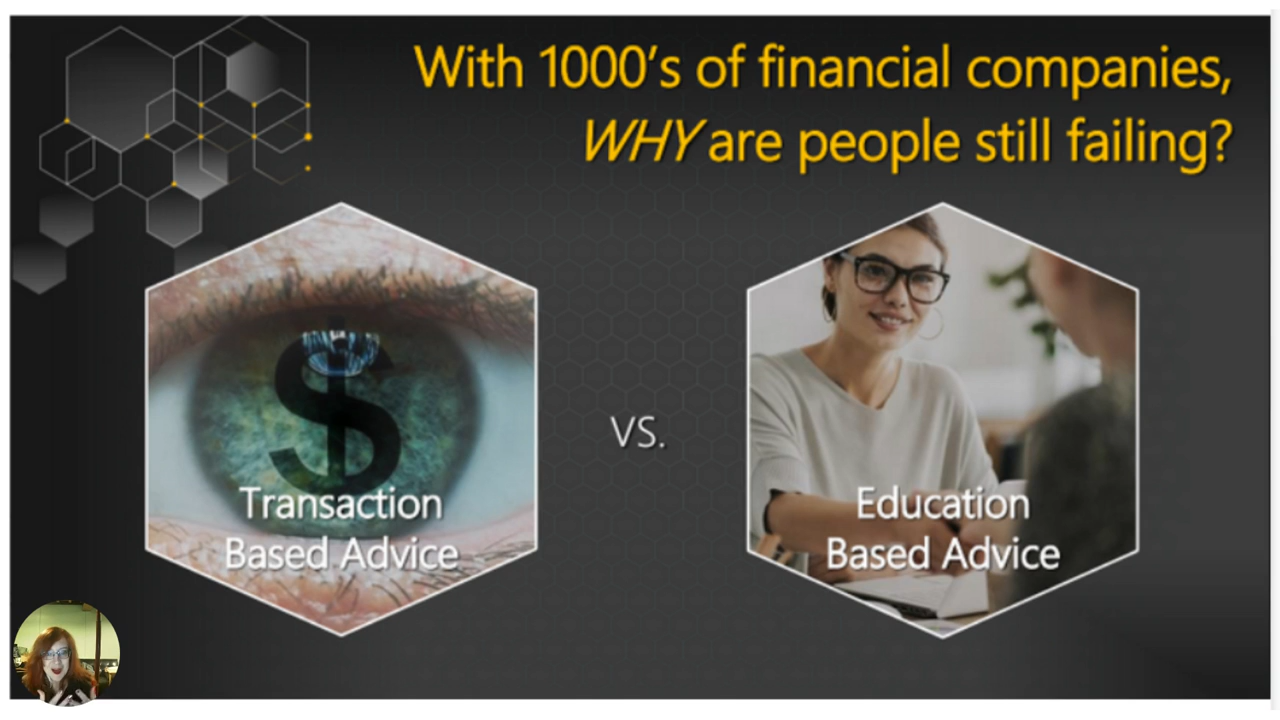 With 1000's of financial companies,
WHY are people still failing?
$
Transaction
Based Advice
VS.
Education
Based Advice